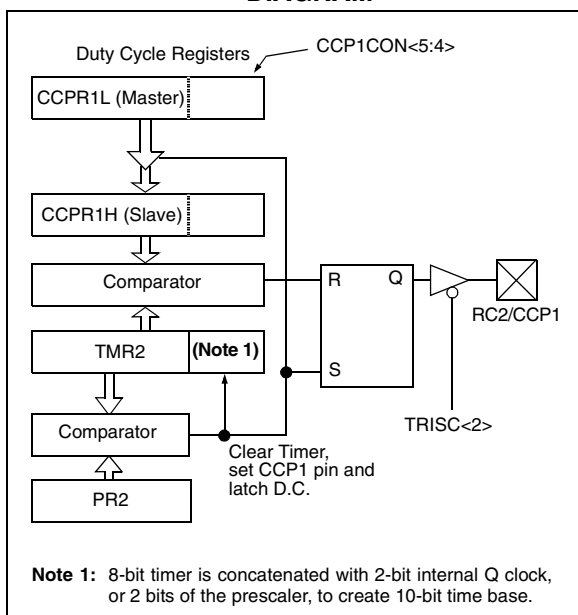 Duty Cycle Registers
CCP1CON<5:4>
CCPR1L (Master)
CCPR1H (Slave)
Comparator
R
Q
RC2/CCP1
TMR2
(Note 1)
S
TRISC<2>
Comparator
Clear Timer,
set CCP1 pin and
latch D.C.
PR2
Note 1: 8-bit timer is concatenated with 2-bit internal Q clock,
or 2 bits of the prescaler, to create 10-bit time base.